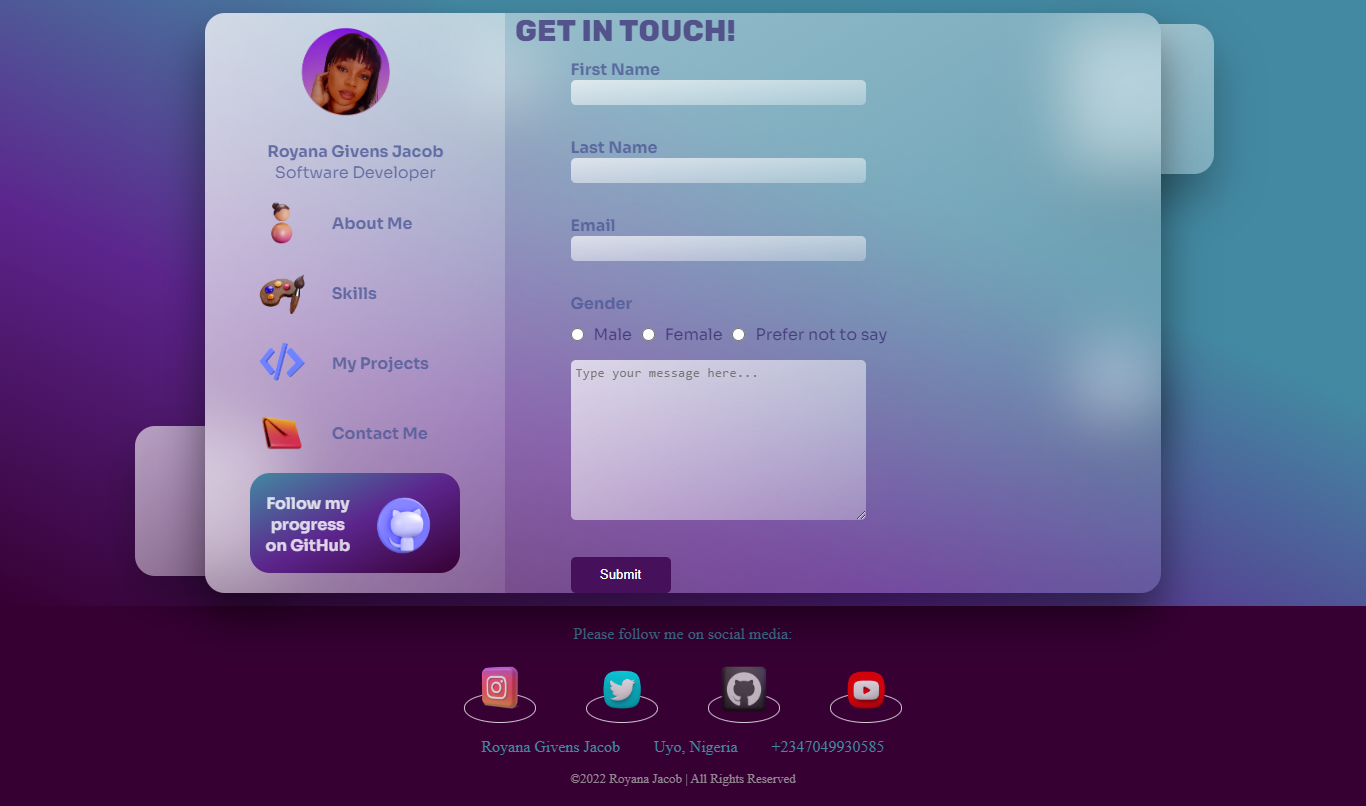 Royana Givens Jacob
Software Developer
About Me
Skills
My Projects
Contact Me
Follow my
progress
on GitHub
GET IN TOUCH!
First Name
Last Name
Email
Gender
Male Female Prefer not to say
Type your message here...
Submit
Please follow me on social media:
Royana Givens Jacob Uyo, Nigeria +2347049930585
©2022 Royana Jacob | All Rights Reserved